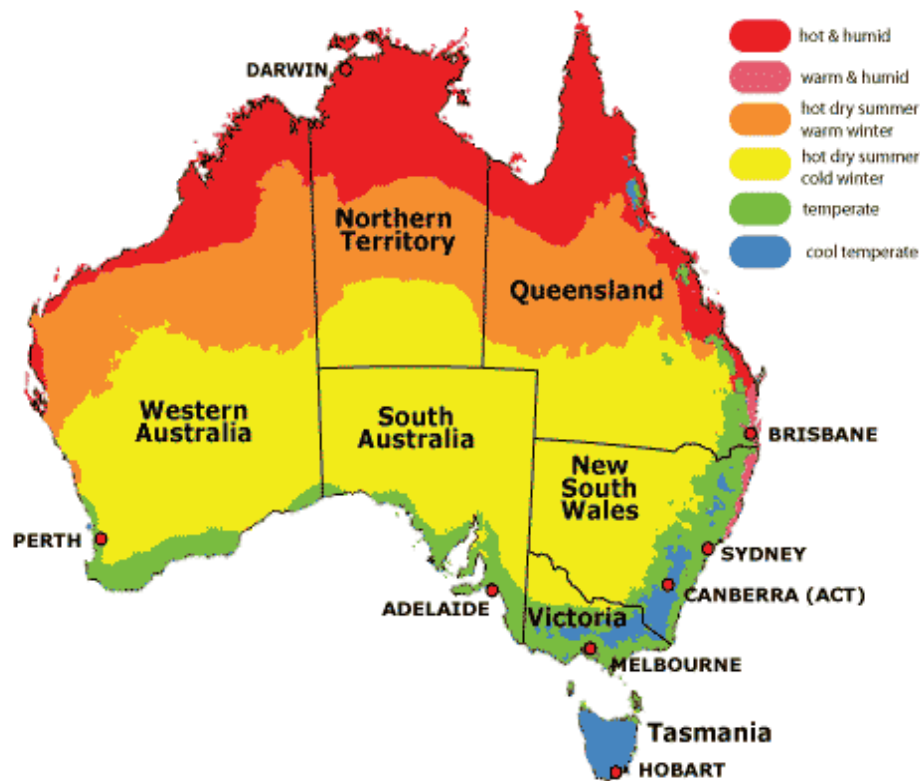 hot & humid
DARWIN
warm & humid
hot dry summer
warm winter
hot dry summer
cold winter
temperate
Northern
Territory
cool temperate
Queensland
Western
Australia
South
Australia
BRISBANE
New
South
Wales
PERTH
SYDNEY
CANBERRA (ACT)
ADELAIDE
Victoria
MELBOURNE
Tasmania
HOBART